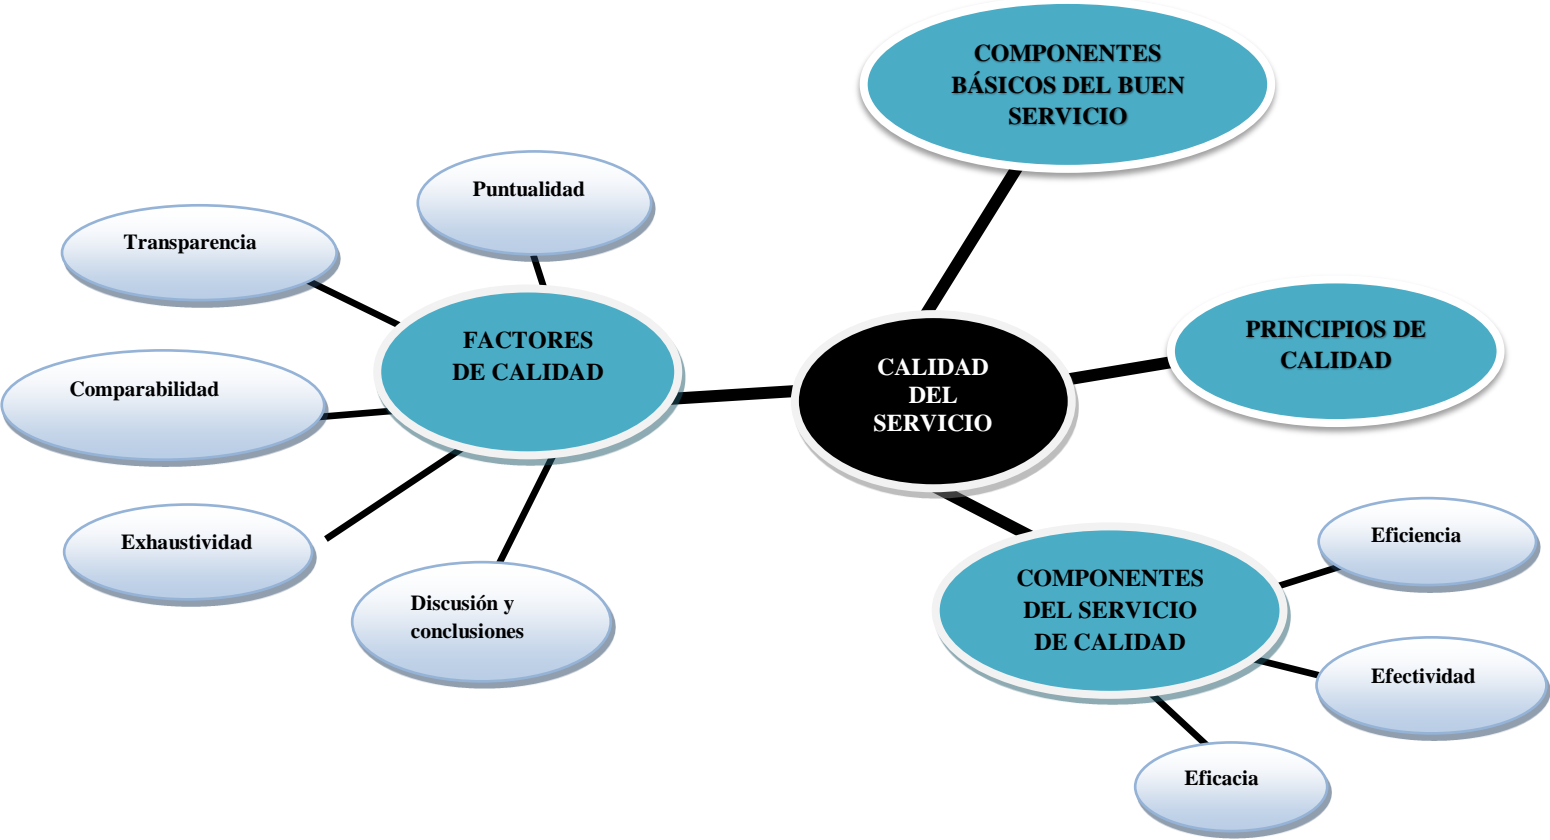 COMPONENTES
BÁSICOS DEL BUEN
SERVICIO
Puntualidad
Transparencia
FACTORES
DE CALIDAD
Comparabilidad
Exhaustividad
Discusión y
conclusiones
CALIDAD
DEL
SERVICIO
PRINCIPIOS DE
CALIDAD
COMPONENTES
DEL SERVICIO
DE CALIDAD
Eficiencia
Efectividad
Eficacia